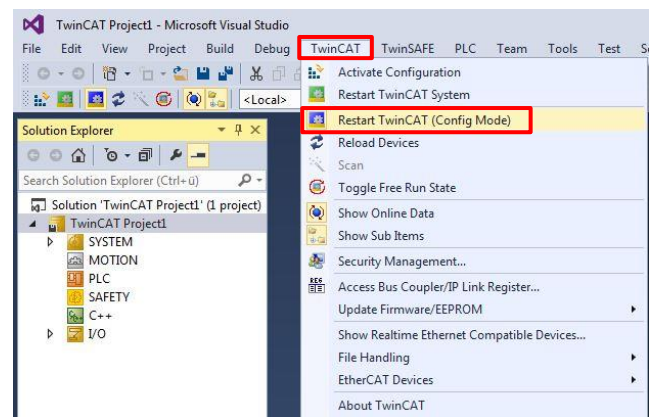 TwinCAT Project1 - Microsoft Visual Studio
File Edit View Project Build Debug TwinCAT TwinSAFE PLC Team Tools Test
<Local>
Solution Explorer
Search Solution Explorer (Ctrl+ü)
Solution 'TwinCAT Project1' (1 project)
TwinCAT Project1
SYSTEM
MOTION
PLC
SAFETY
C++
I/O
Activate Configuration
Restart TwinCAT System
Restart TwinCAT (Config Mode)
Reload Devices
Scan
Toggle Free Run State
Show Online Data
Show Sub Items
Security Management...
Access Bus Coupler/IP Link Register...
Update Firmware/EEPROM
Show Realtime Ethernet Compatible Devices...
File Handling
EtherCAT Devices
About TwinCAT